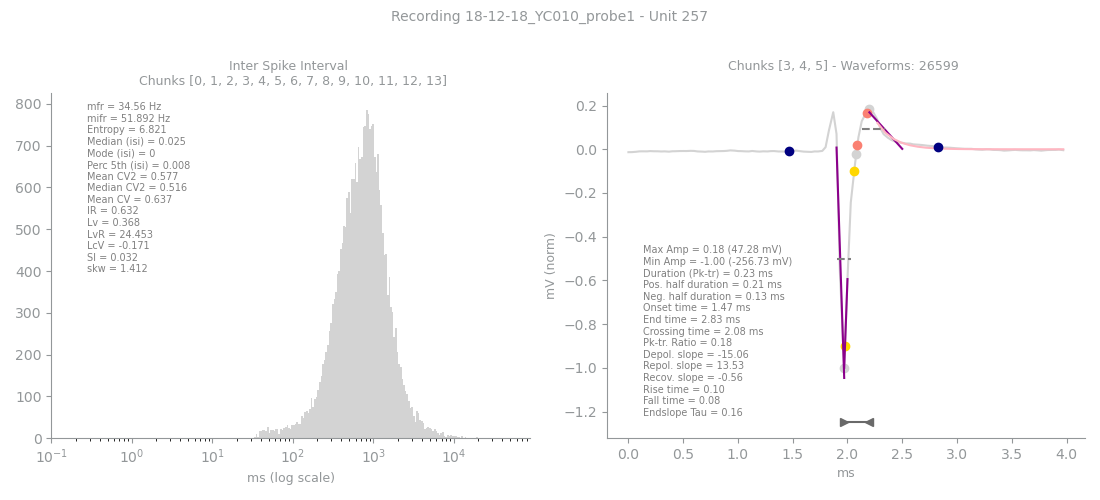 Recording 18-12-18_YC010_probe1 - Unit 257
Inter Spike Interval
Chunks [0, 1, 2, 3, 4, 5, 6, 7, 8, 9, 10, 11, 12, 13]
800
700
600
500
400
300
200
100
0
mfr = 34.56 Hz
mifr = 51.892 Hz
Entropy = 6.821
Median (isi) = 0.025
Mode (isi) = 0
Perc 5th (isi) = 0.008
Mean CV2 = 0.577
Median CV2 = 0.516
Mean CV = 0.637
IR = 0.632
Lv = 0.368
LvR = 24.453
LcV = -0.171
SI = 0.032
skw = 1.412
10⁻¹ 10⁰ 10¹ 10² 10³ 10⁴
ms (log scale)
Chunks [3, 4, 5] - Waveforms: 26599
mV (norm)
0.2
0.0
−0.2
−0.4
−0.6
−0.8
−1.0
−1.2
Max Amp = 0.18 (47.28 mV)
Min Amp = -1.00 (-256.73 mV)
Duration (Pk-tr) = 0.23 ms
Pos. half duration = 0.21 ms
Neg. half duration = 0.13 ms
Onset time = 1.47 ms
End time = 2.83 ms
Crossing time = 2.08 ms
Pk-tr. Ratio = 0.18
Depol. slope = -15.06
Repol. slope = 13.53
Recov. slope = -0.56
Rise time = 0.10
Fall time = 0.08
Endslope Tau = 0.16
0.0 0.5 1.0 1.5 2.0 2.5 3.0 3.5 4.0
ms